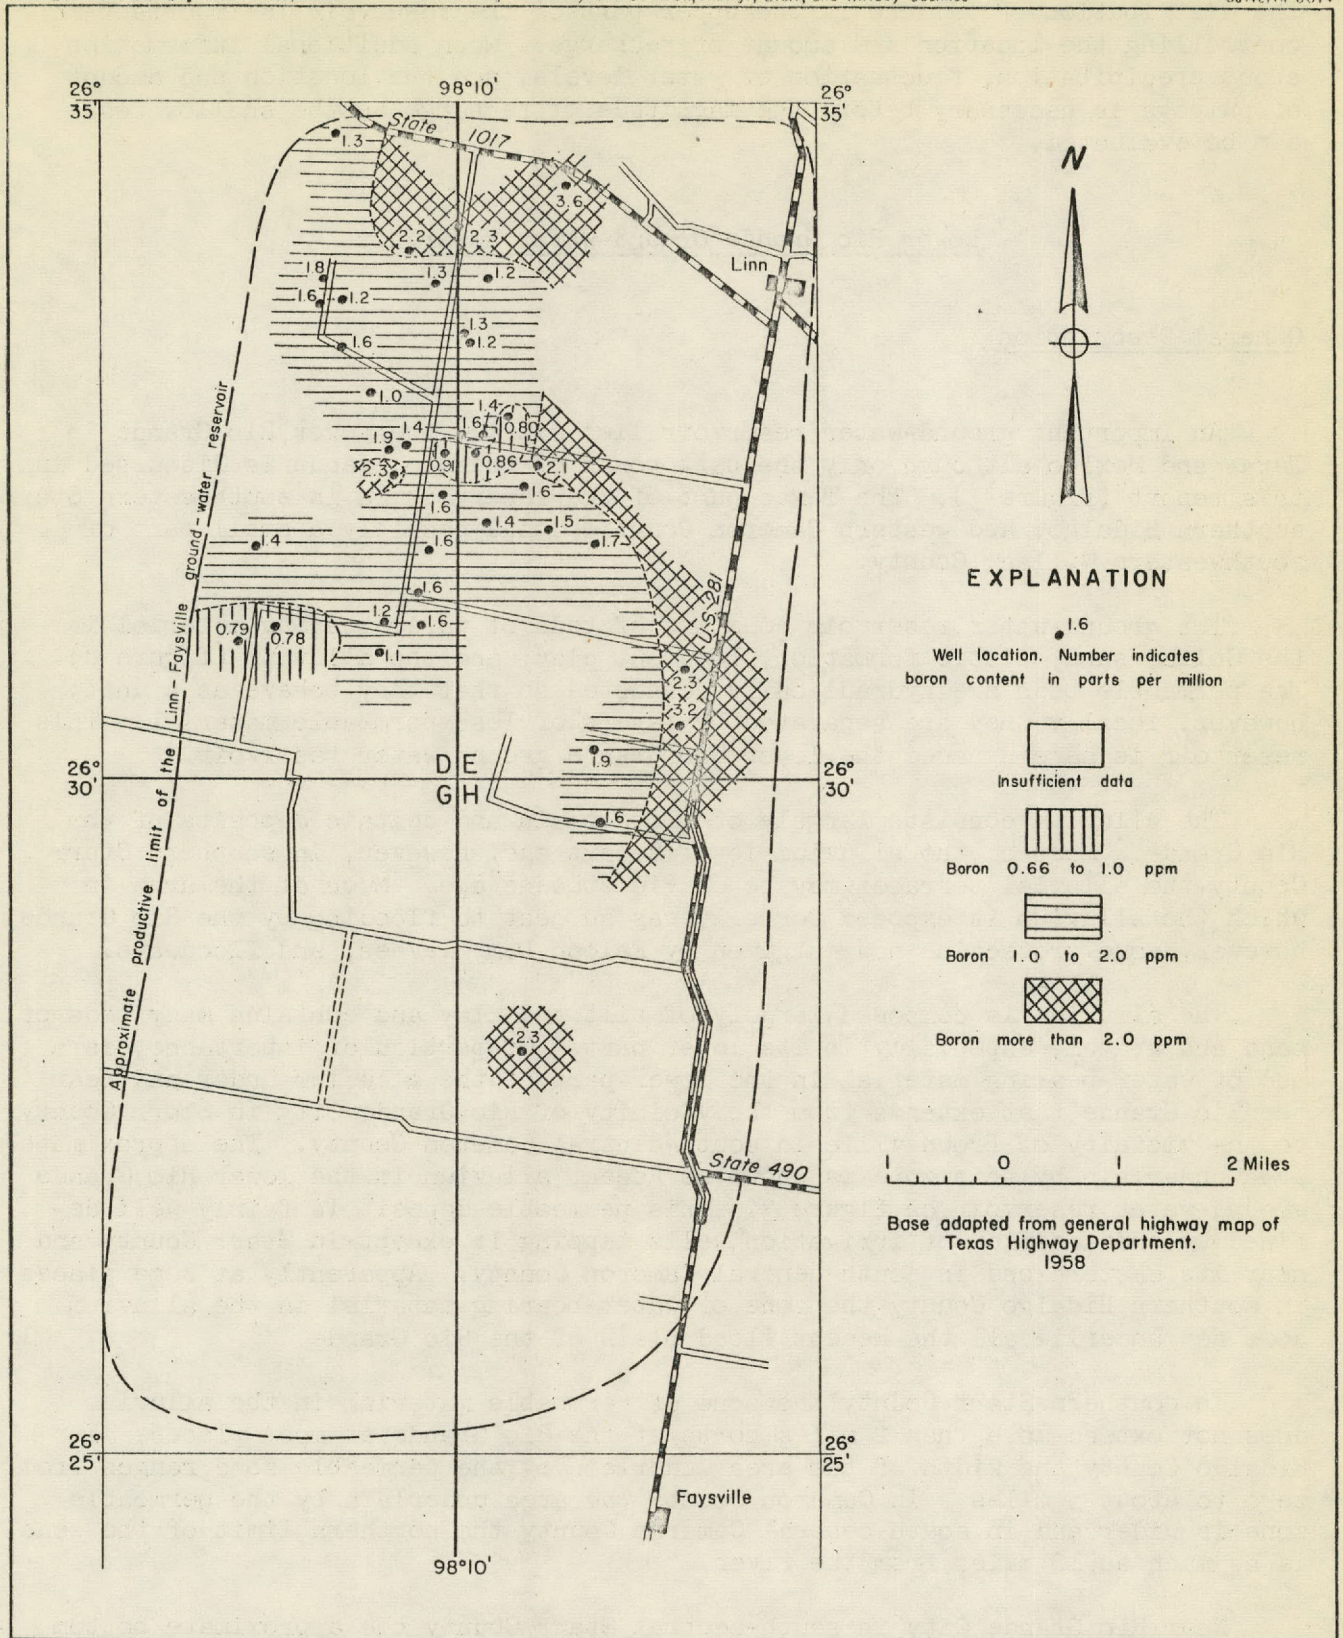 26°
35'
98°10'
26°
35'
State 1017
1.3
3.6
2.2
2.3
Linn
N
1.8
1.3
1.2
1.6
1.2
1.3
1.2
1.6
1.0
1.4
0.80
1.6
1.4
1.9
0.91
0.86
2.3
2.1
1.6
1.6
1.4
1.5
1.4
1.6
1.7
1.6
1.2
1.6
0.79
0.78
1.1
2.3
3.2
1.9
1.6
2.3
U.S. 281
Approximate productive limit of the Linn-Faysville ground-water reservoir
26°
30'
D E
G H
26°
30'
EXPLANATION
1.6
Well location. Number indicates
boron content in parts per million
Insufficient data
Boron 0.66 to 1.0 ppm
Boron 1.0 to 2.0 ppm
Boron more than 2.0 ppm
State 490
1 0 1 2 Miles
Base adapted from general highway map of
Texas Highway Department.
1958
26°
25'
26°
25'
Faysville
98°10'